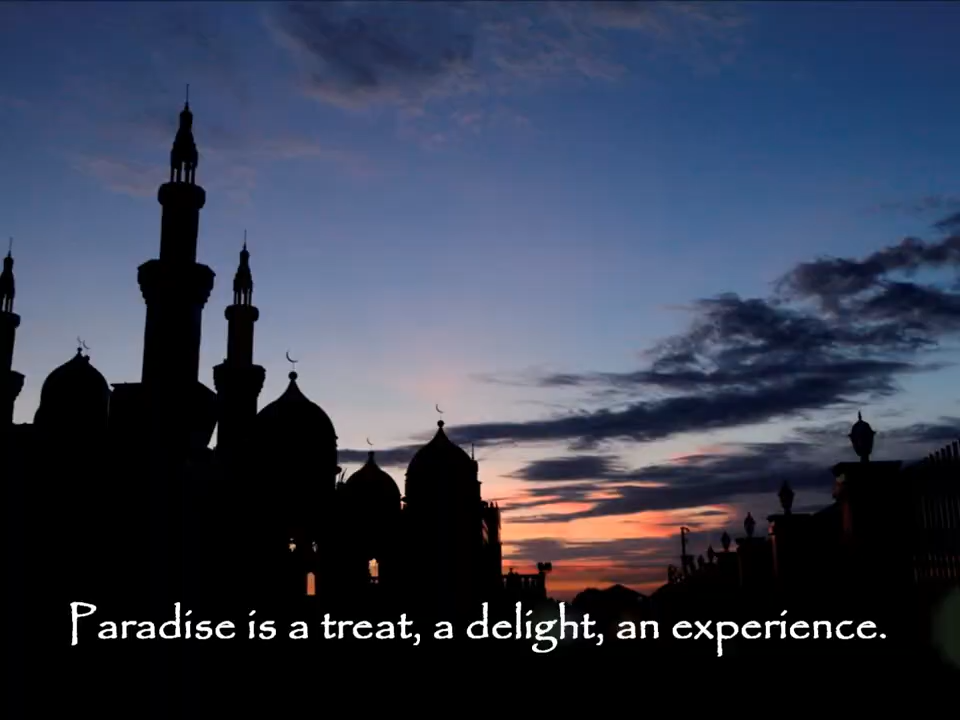 Paradise is a treat, a delight, an experience.